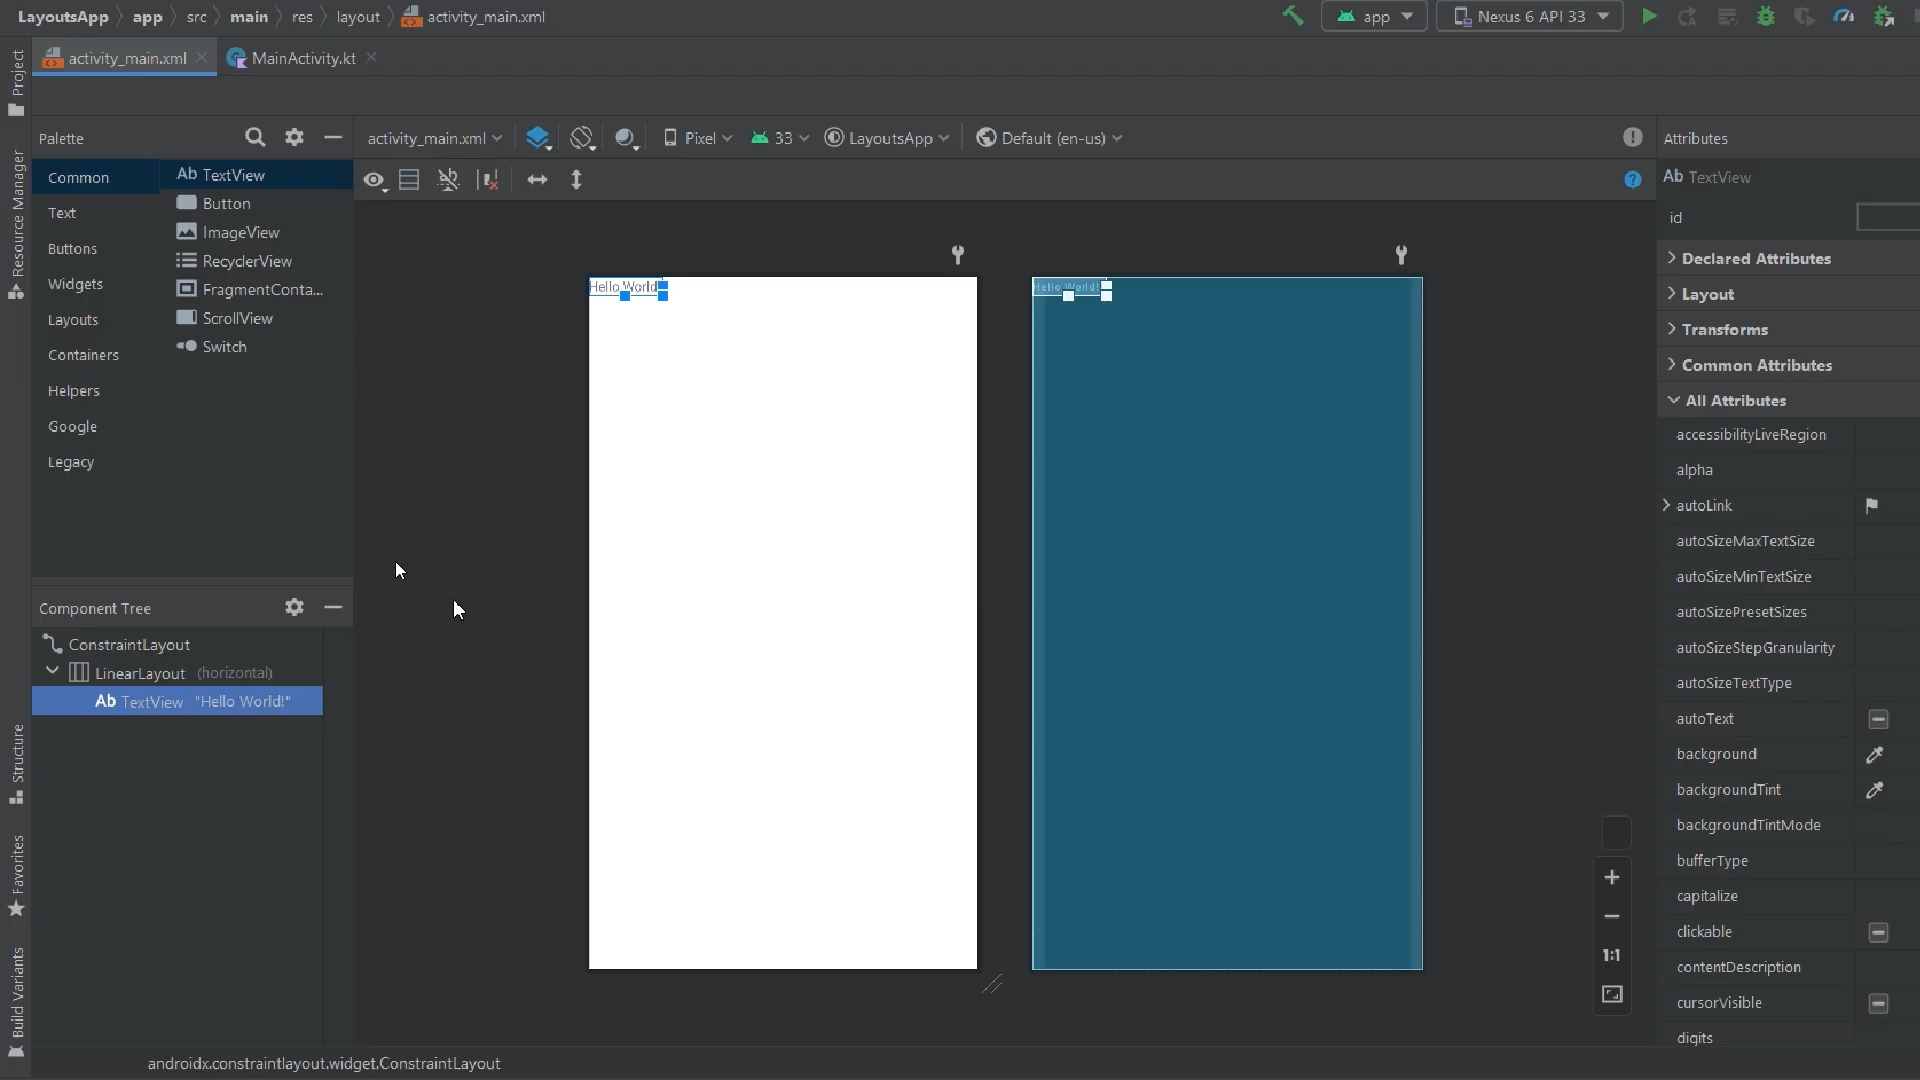 LayoutsApp app src main res layout activity_main.xml app Nexus 6 API 33
activity_main.xml MainActivity.kt
Project
Resource Manager
Structure
Favorites
Build Variants
Palette
Common
Text
Buttons
Widgets
Layouts
Containers
Helpers
Google
Legacy
Ab TextView
Button
ImageView
RecyclerView
FragmentConta...
ScrollView
Switch
activity_main.xml Pixel 33 LayoutsApp Default (en-us)
Hello World
Hello World!
Component Tree
ConstraintLayout
LinearLayout (horizontal)
Ab TextView "Hello World!"
1:1
Attributes
Ab TextView
id
Declared Attributes
Layout
Transforms
Common Attributes
All Attributes
accessibilityLiveRegion
alpha
autoLink
autoSizeMaxTextSize
autoSizeMinTextSize
autoSizePresetSizes
autoSizeStepGranularity
autoSizeTextType
autoText
background
backgroundTint
backgroundTintMode
bufferType
capitalize
clickable
contentDescription
cursorVisible
digits
androidx.constraintlayout.widget.ConstraintLayout